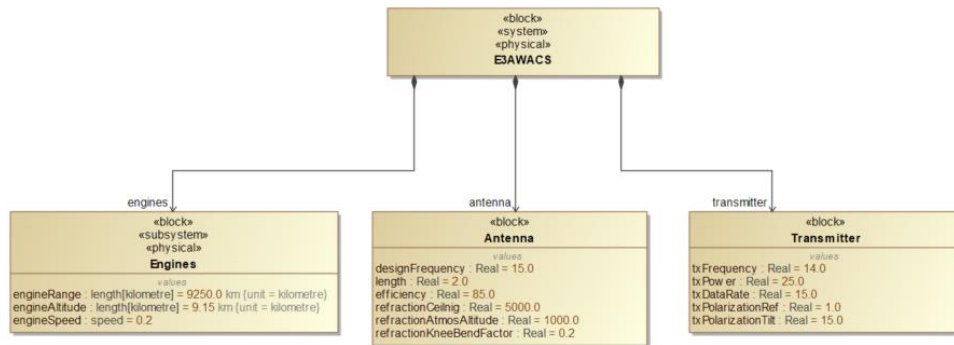 «block»
«system»
«physical»
E3AWACS
engines
antenna
transmitter
«block»
«subsystem»
«physical»
Engines
values
engineRange : length[kilometre] = 9250.0 km {unit = kilometre}
engineAltitude : length[kilometre] = 9.15 km {unit = kilometre}
engineSpeed : speed = 0.2
«block»
Antenna
values
designFrequency : Real = 15.0
length : Real = 2.0
efficiency : Real = 85.0
refractionCeilnig : Real = 5000.0
refractionAtmosAltitude : Real = 1000.0
refractionKneeBendFactor : Real = 0.2
«block»
Transmitter
values
txFrequency : Real = 14.0
txPower : Real = 25.0
txDataRate : Real = 15.0
txPolarizationRef : Real = 1.0
txPolarizationTilt : Real = 15.0